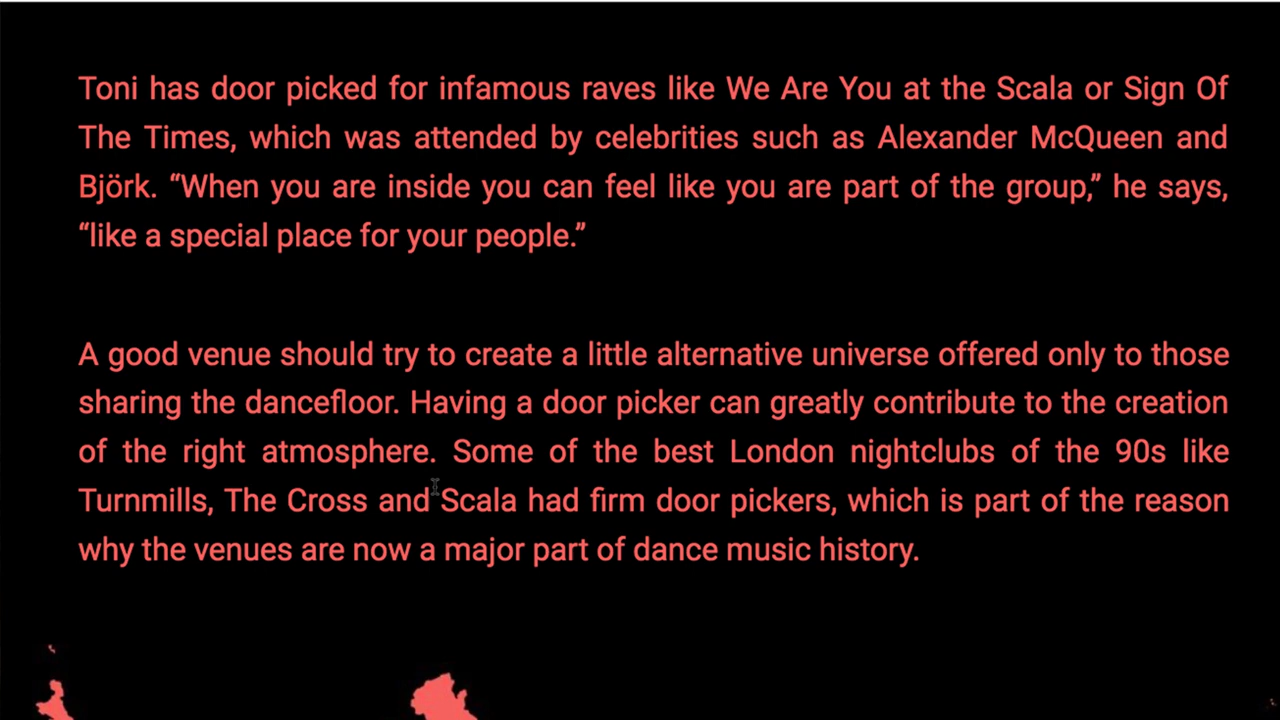 Toni has door picked for infamous raves like We Are You at the Scala or Sign Of
The Times, which was attended by celebrities such as Alexander McQueen and
Björk. “When you are inside you can feel like you are part of the group,” he says,
“like a special place for your people.”
A good venue should try to create a little alternative universe offered only to those
sharing the dancefloor. Having a door picker can greatly contribute to the creation
of the right atmosphere. Some of the best London nightclubs of the 90s like
Turnmills, The Cross and Scala had firm door pickers, which is part of the reason
why the venues are now a major part of dance music history.